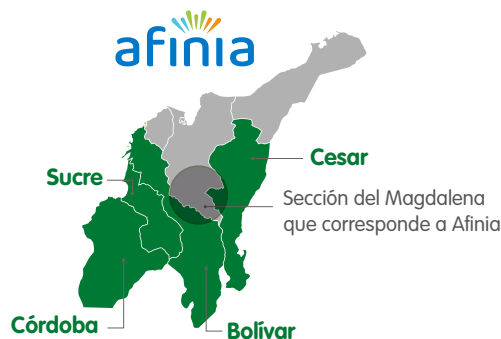 afinia
Cesar
Sucre
Sección del Magdalena
que corresponde a Afinia
Córdoba
Bolívar